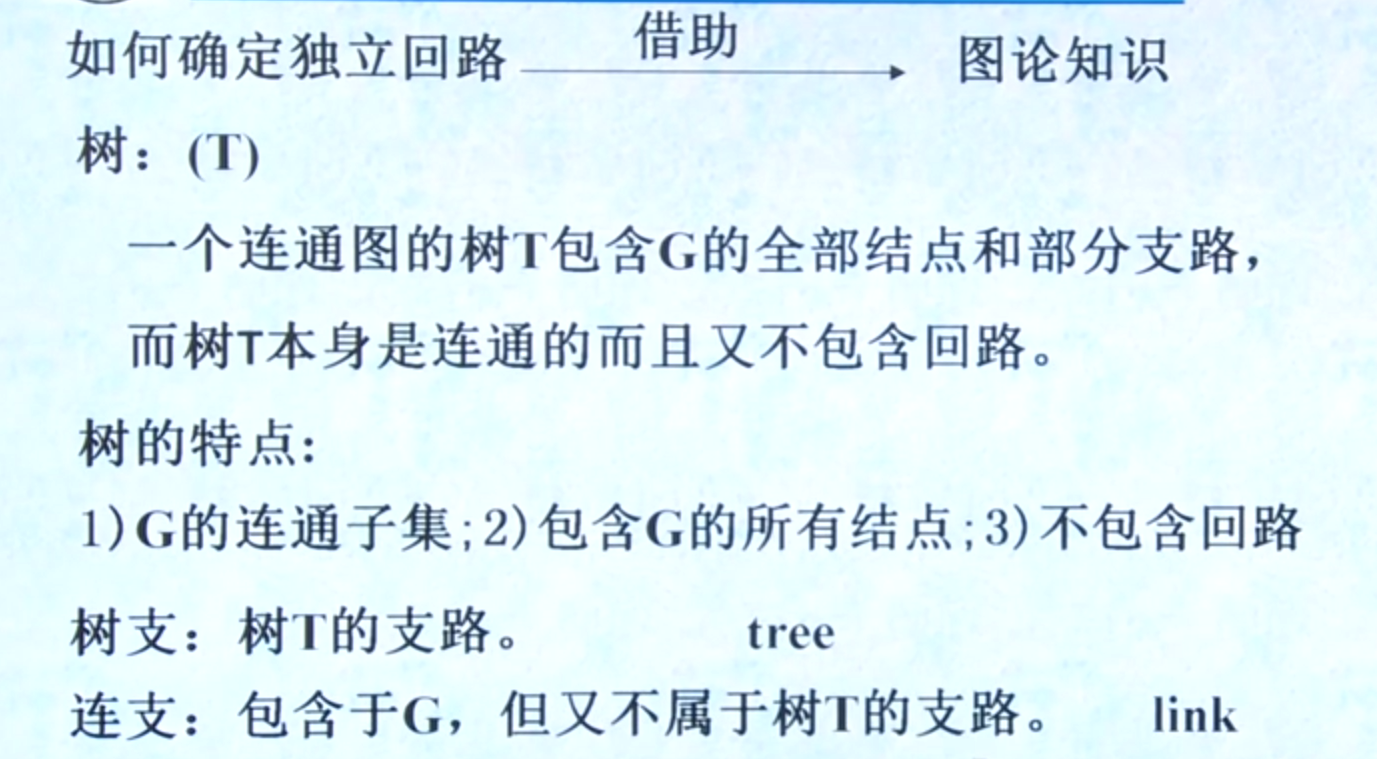 如何确定独立回路 借助 图论知识
树：(T)
一个连通图的树T包含G的全部结点和部分支路，
而树T本身是连通的而且又不包含回路。
树的特点:
1)G的连通子集;2)包含G的所有结点;3)不包含回路
树支：树T的支路。 tree
连支：包含于G，但又不属于树T的支路。 link